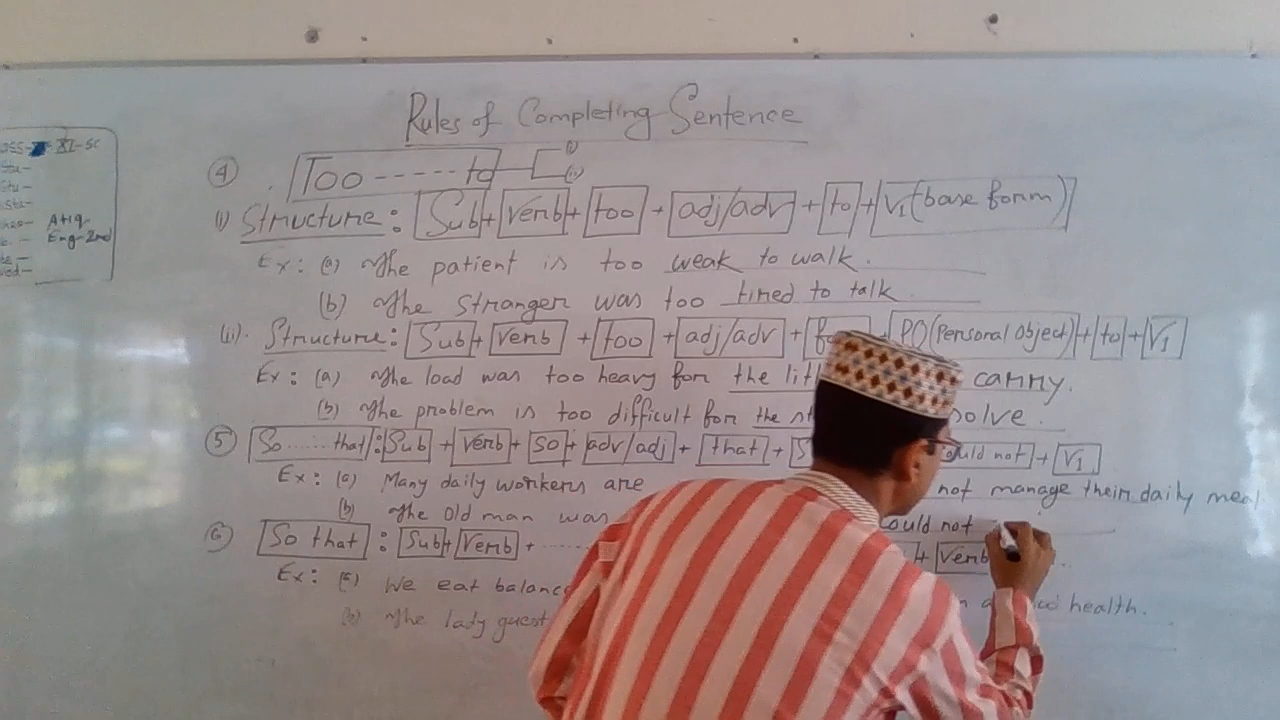 Rules of Completing Sentence
XI-SC
Atiq
Eng-2nd
④ Too ----- to (i) (ii)
(i) Structure: Sub + Verb + too + adj/adv + to + V1 (base form)
Ex: (a) The patient is too weak to walk.
(b) The stranger was too tired to talk
(ii). Structure: Sub + Verb + too + adj/adv + PO (Personal Object) + to + V1
Ex: (a) The load was too heavy for the carry.
(b) The problem is too difficult for the solve.
⑤ So ...... that: Sub + Verb + so + adv/adj + that + could not + V1
Ex: (a) Many daily workers are not manage their daily meal
(b) The old man was could not
⑥ So that: Sub + Verb + ...... + Verb
Ex: (a) We eat health.
(b) The lady guest